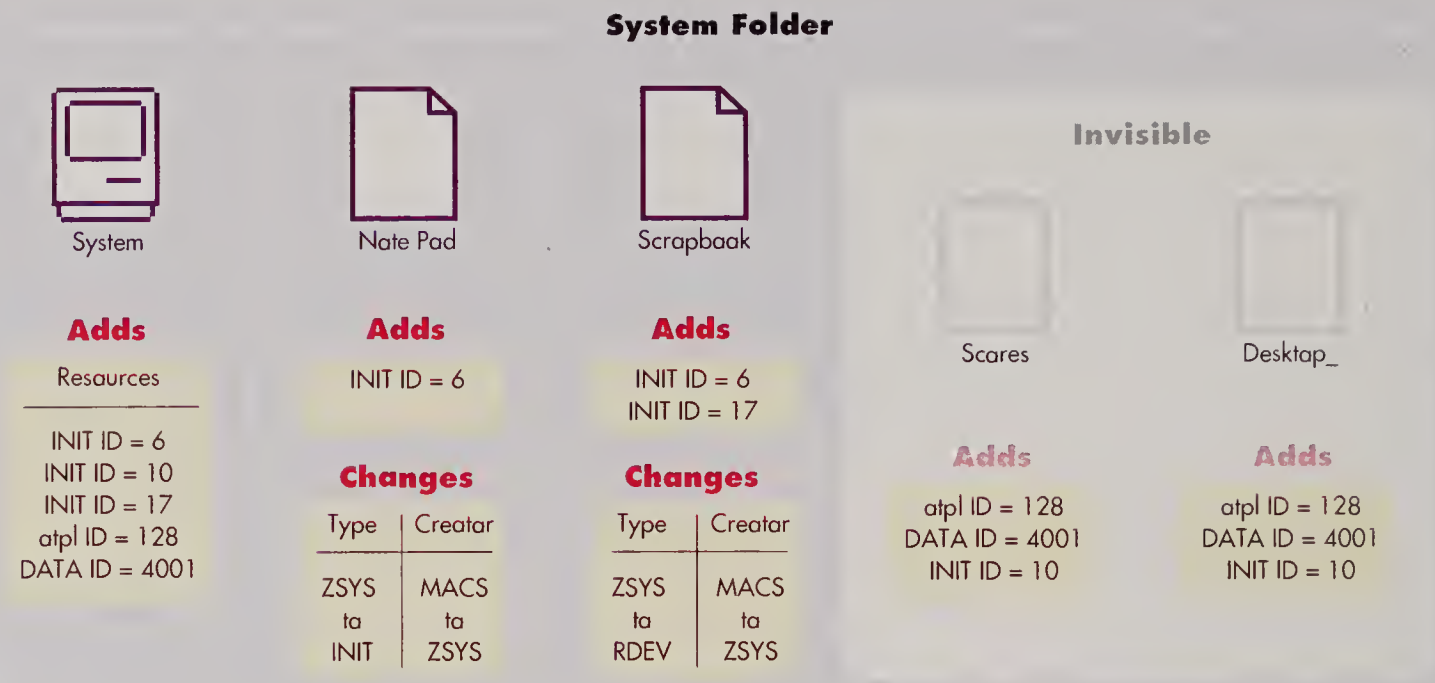 System Folder
System
Adds
Resaurces
INIT ID = 6
INIT ID = 10
INIT ID = 17
atpl ID = 128
DATA ID = 4001
Nate Pad
Adds
INIT ID = 6
Changes
Type Creatar
ZSYS MACS
ta ta
INIT ZSYS
Scrapbaak
Adds
INIT ID = 6
INIT ID = 17
Changes
Type Creatar
ZSYS MACS
ta ta
RDEV ZSYS
Invisible
Scares
Adds
atpl ID = 128
DATA ID = 4001
INIT ID = 10
Desktap_
Adds
atpl ID = 128
DATA ID = 4001
INIT ID = 10